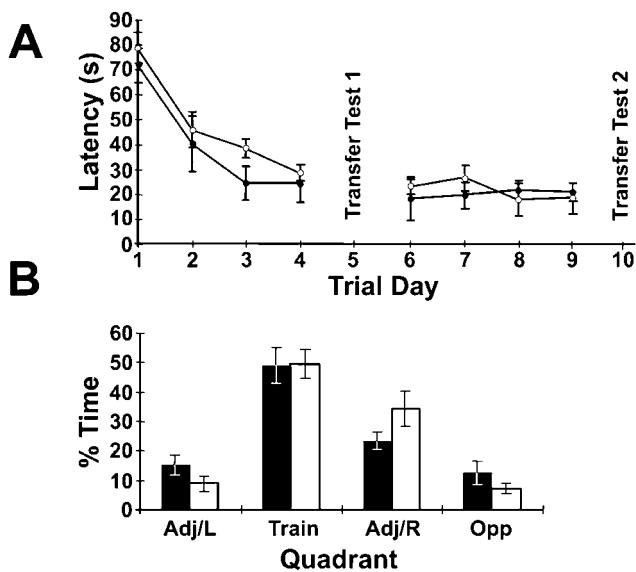 A
Latency (s)
90
80
70
60
50
40
30
20
10
0
Transfer Test 1
Transfer Test 2
1 2 3 4 5 6 7 8 9 10
Trial Day
B
% Time
60
50
40
30
20
10
0
Adj/L Train Adj/R Opp
Quadrant